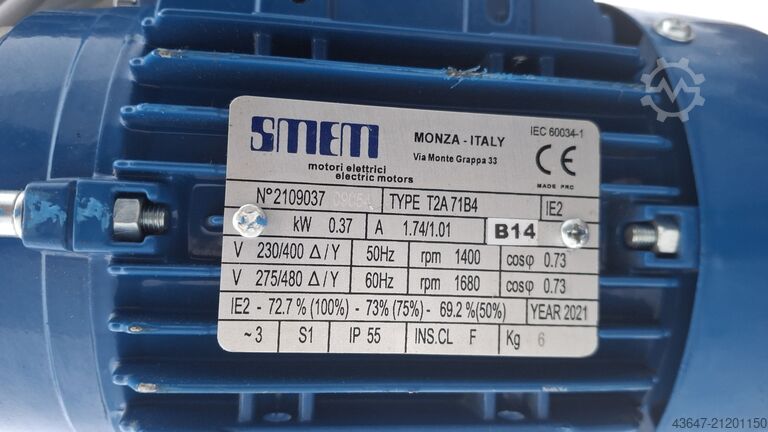 SMEM
MONZA - ITALY
IEC 60034-1
Via Monte Grappa 33
CE
motori elettrici
electric motors
MADE PRC
N° 2109037 TYPE T2A 71B4 IE2
kW 0.37 A 1.74/1.01 B14
V 230/400 Δ / Y 50Hz rpm 1400 cosφ 0.73
V 275/480 Δ / Y 60Hz rpm 1680 cosφ 0.73
IE2 - 72.7 % (100%) - 73% (75%) - 69.2 %(50%) YEAR 2021
~ 3 S1 IP 55 INS.CL F Kg 6
43647-21201150